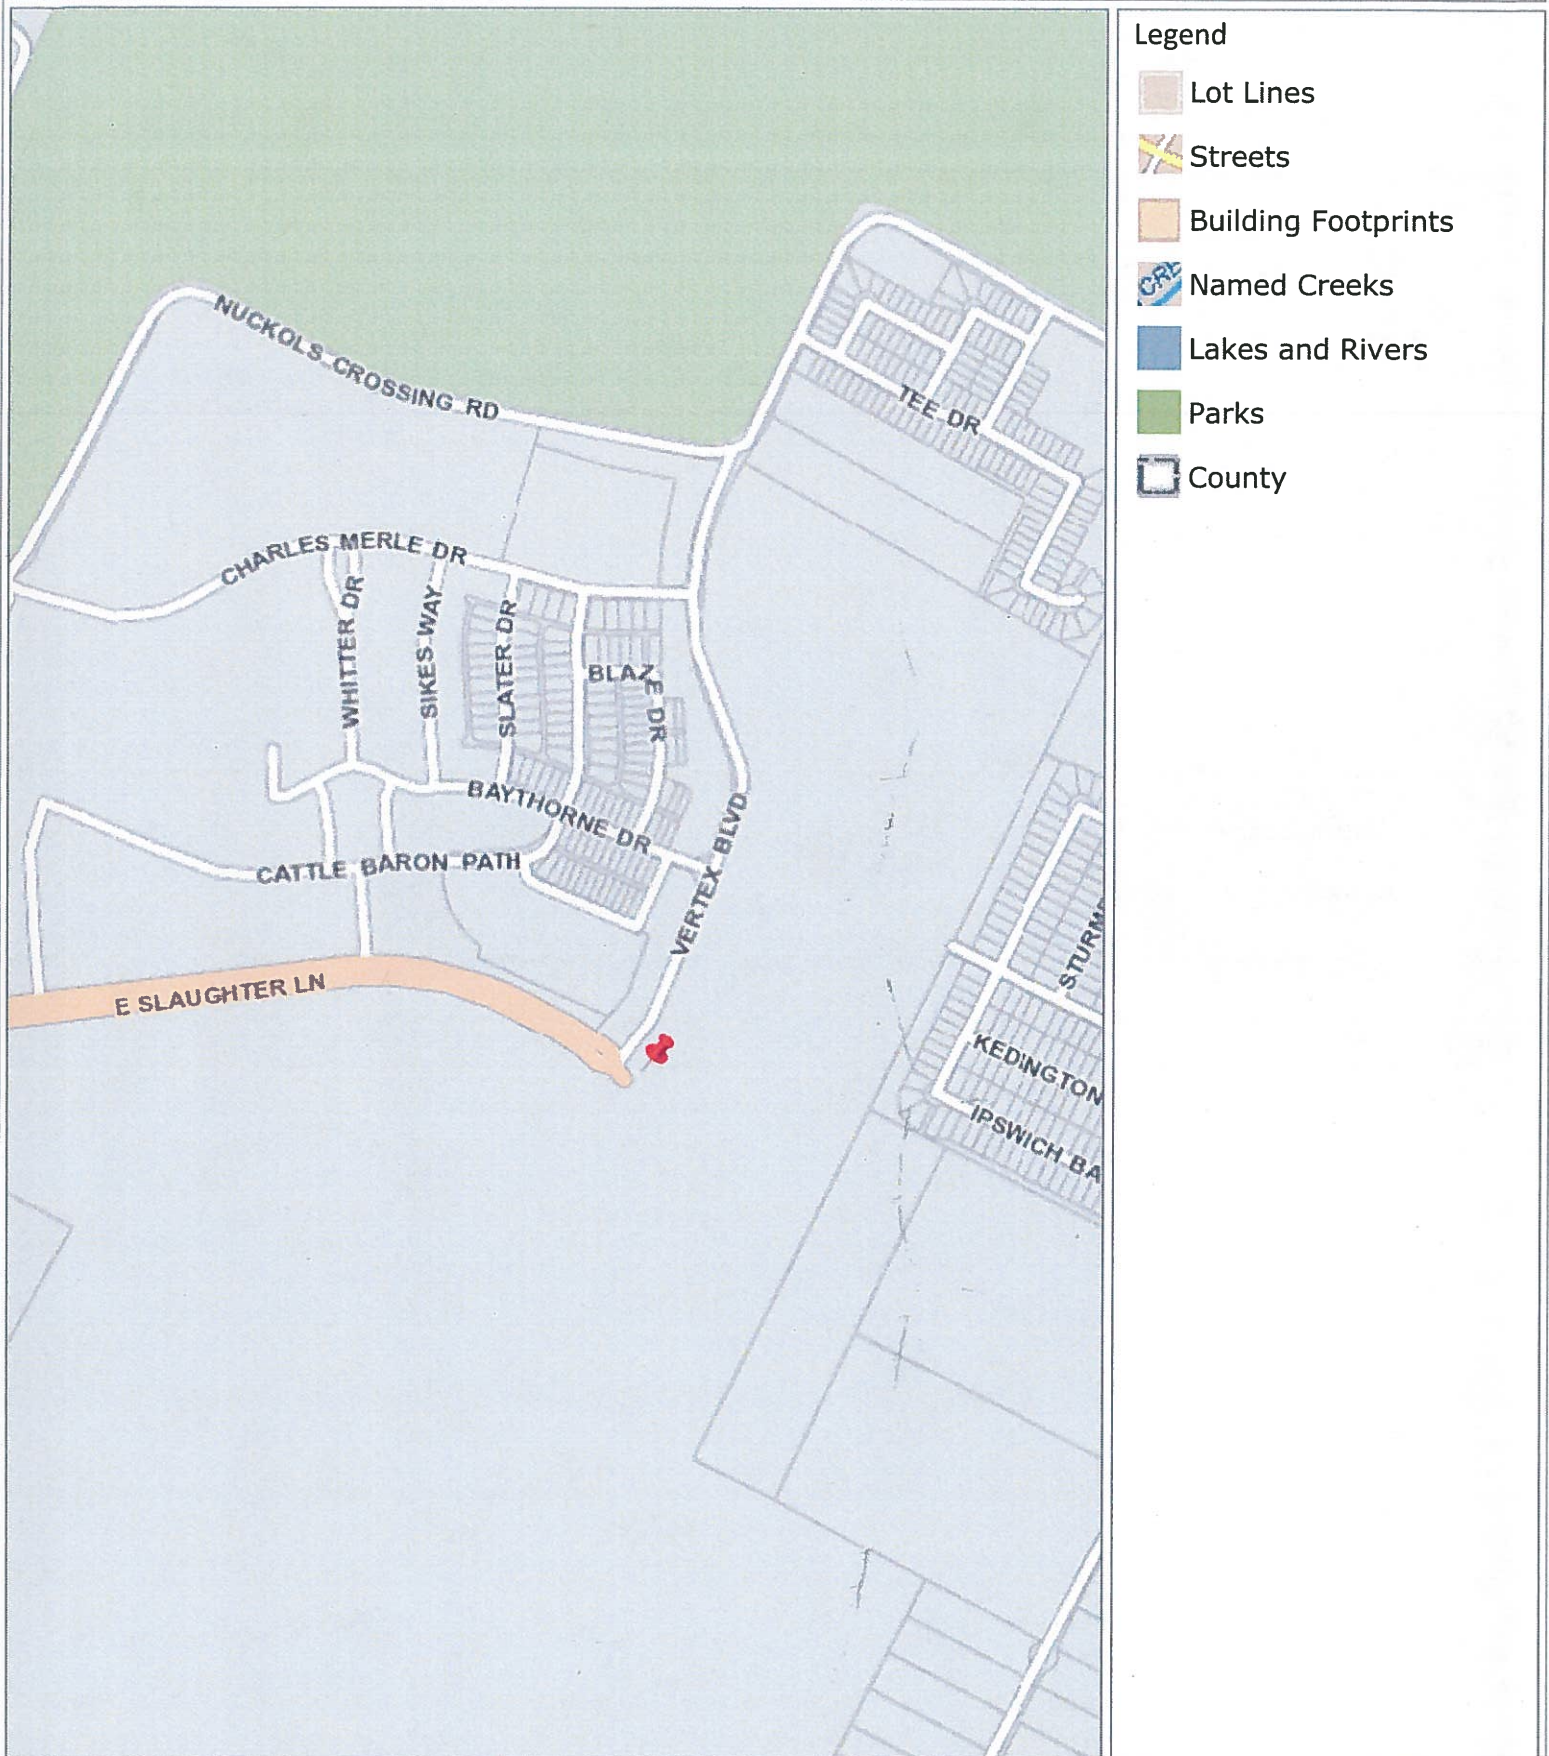 Legend
Lot Lines
Streets
Building Footprints
CRE
Named Creeks
Lakes and Rivers
Parks
County
NUCKOLS CROSSING RD
TEE DR
CHARLES MERLE DR
WHITTER DR
SIKES WAY
SLATER DR
BLAZE DR
BAYTHORNE DR
CATTLE BARON PATH
VERTEX BLVD
E SLAUGHTER LN
STURM
KEDINGTON
IPSWICH BA